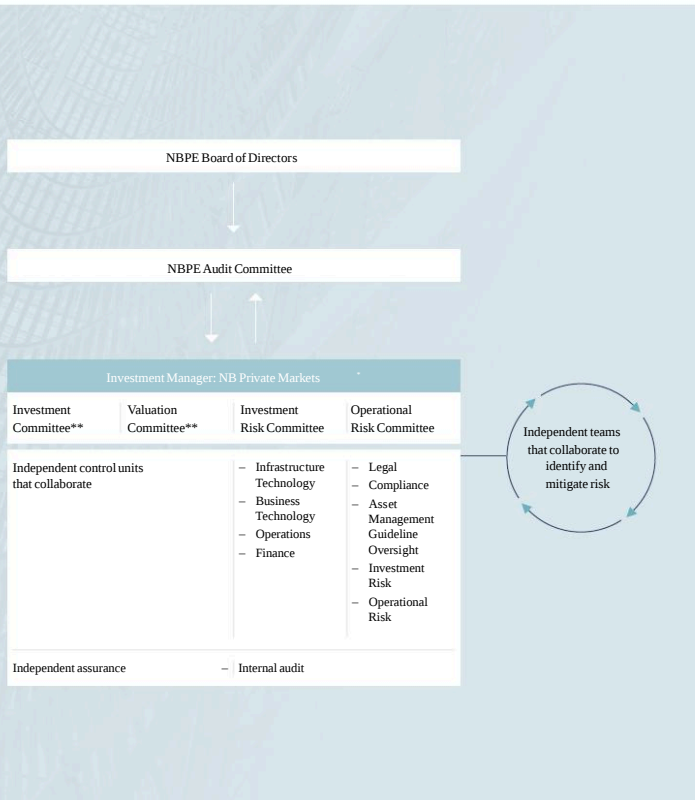 NBPE Board of Directors
NBPE Audit Committee
Investment Manager: NB Private Markets
Investment
Committee**
Valuation
Committee**
Investment
Risk Committee
Operational
Risk Committee
Independent control units
that collaborate
– Infrastructure
Technology
– Business
Technology
– Operations
– Finance
– Legal
– Compliance
– Asset
Management
Guideline
Oversight
– Investment
Risk
– Operational
Risk
Independent assurance
– Internal audit
Independent teams
that collaborate to
identify and
mitigate risk